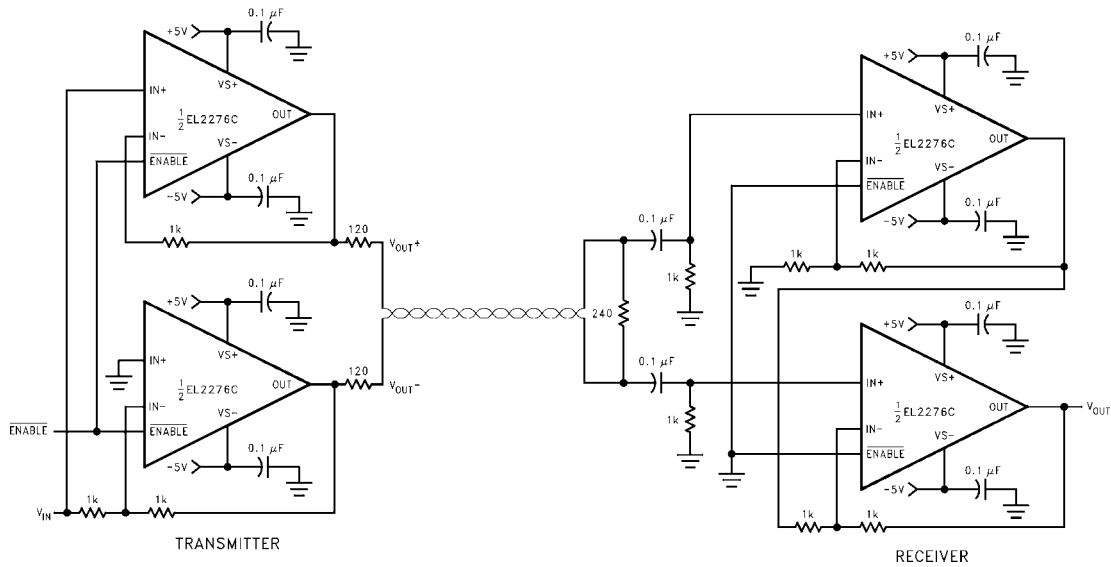 0.1 μF
+5V
VS+
IN+
OUT
1/2 EL2276C
IN-
VS-
ENABLE
0.1 μF
-5V
1k
120
VOUT+
0.1 μF
+5V
VS+
IN+
OUT
1/2 EL2276C
120
VOUT-
IN-
VS-
ENABLE
ENABLE
0.1 μF
-5V
VIN
1k
1k
TRANSMITTER
240
0.1 μF
1k
0.1 μF
1k
0.1 μF
+5V
VS+
IN+
OUT
1/2 EL2276C
IN-
VS-
ENABLE
0.1 μF
-5V
1k
1k
0.1 μF
+5V
VS+
IN+
OUT
VOUT
1/2 EL2276C
IN-
VS-
ENABLE
0.1 μF
-5V
1k
1k
RECEIVER